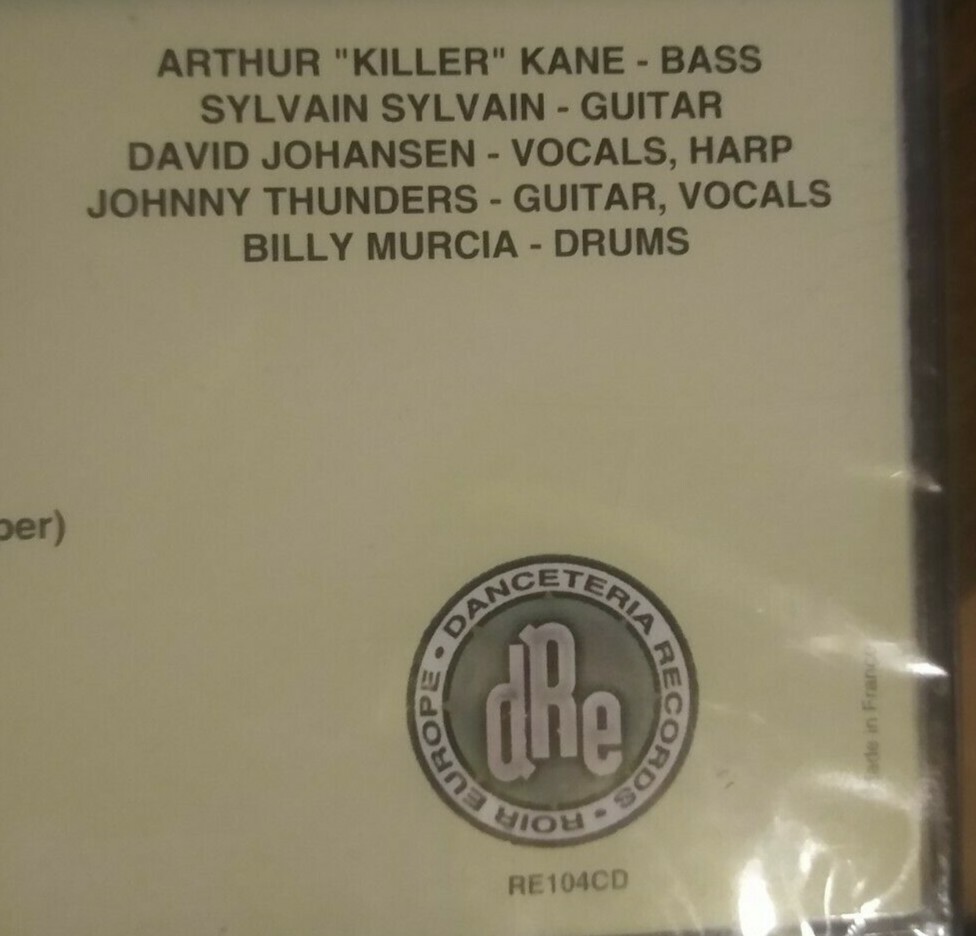 ARTHUR "KILLER" KANE - BASS
SYLVAIN SYLVAIN - GUITAR
DAVID JOHANSEN - VOCALS, HARP
JOHNNY THUNDERS - GUITAR, VOCALS
BILLY MURCIA - DRUMS
DANCETERIA RECORDS • ROIR EUROPE •
dRe
RE104CD
in